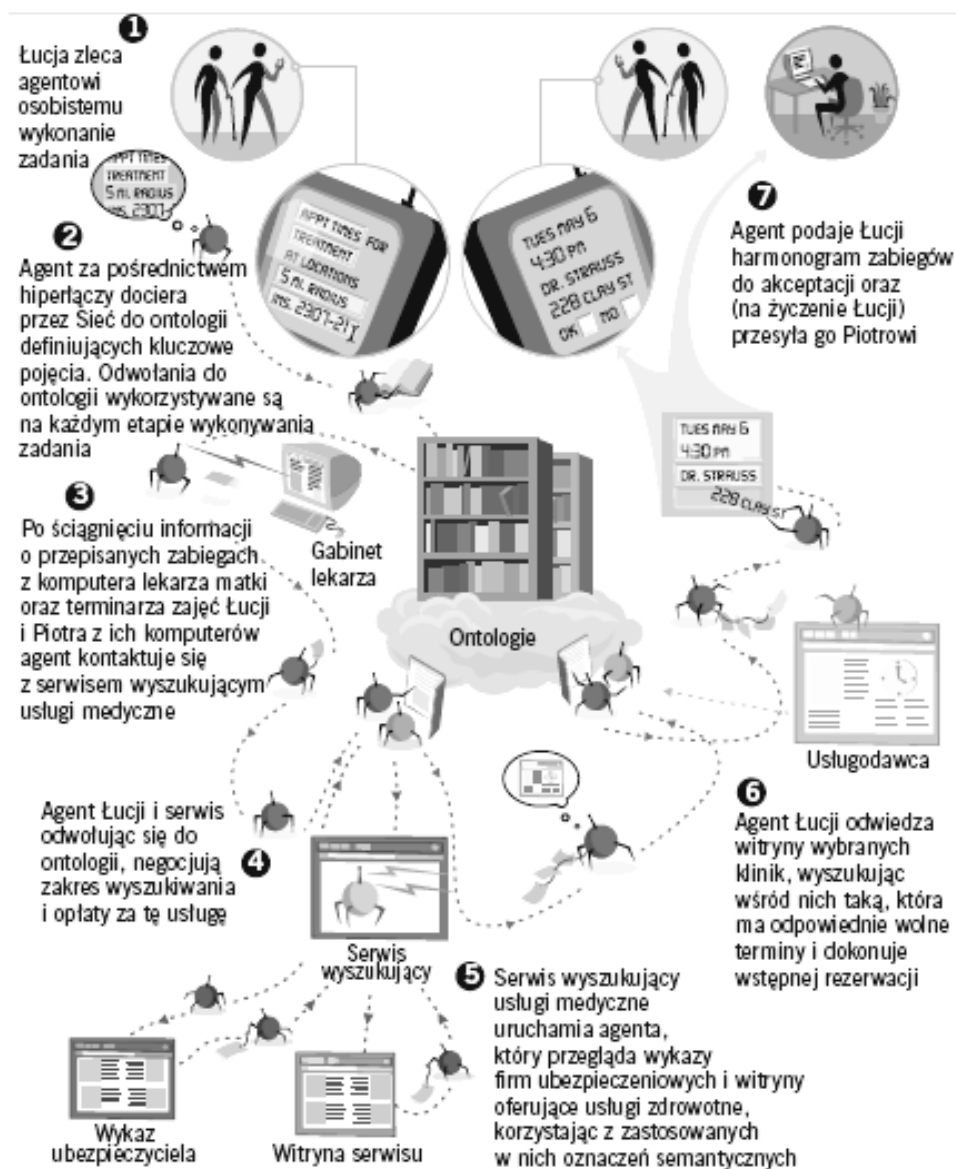 1
Łucja zleca
agentowi
osobistemu
wykonanie
zadania
APPT TIMES
TREATMENT
5 MI. RADIUS
INS. 2307
APPT TIMES FOR
TREATMENT
AT LOCATIONS
5 MI. RADIUS
INS. 2307-21
TUES MAY 6
4:30 PM
DR. STRAUSS
228 CLAY ST
OK NO
2
Agent za pośrednictwem
hiperłączy dociera
przez Sieć do ontologii
definiujących kluczowe
pojęcia. Odwołania do
ontologii wykorzystywane są
na każdym etapie wykonywania
zadania
3
Po ściągnięciu informacji
o przepisanych zabiegach
z komputera lekarza matki
oraz terminarza zajęć Łucji
i Piotra z ich komputerów
agent kontaktuje się
z serwisem wyszukującym
usługi medyczne
Gabinet
lekarza
Ontologie
Agent Łucji i serwis
odwołując się do
ontologii, negocjują
zakres wyszukiwania
i opłaty za tę usługę
4
Serwis
wyszukujący
Wykaz
ubezpieczyciela
Witryna serwisu
5
Serwis wyszukujący
usługi medyczne
uruchamia agenta,
który przegląda wykazy
firm ubezpieczeniowych i witryny
oferujące usługi zdrowotne,
korzystając z zastosowanych
w nich oznaczeń semantycznych
Usługodawca
6
Agent Łucji odwiedza
witryny wybranych
klinik, wyszukując
wśród nich taką, która
ma odpowiednie wolne
terminy i dokonuje
wstępnej rezerwacji
TUES MAY 6
4:30 PM
DR. STRAUSS
228 CLAY ST
7
Agent podaje Łucji
harmonogram zabiegów
do akceptacji oraz
(na życzenie Łucji)
przesyła go Piotrowi